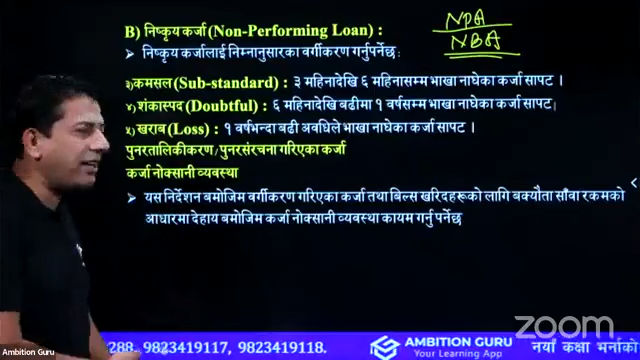 B) निष्कृय कर्जा (Non-Performing Loan) :
NPA
NBA
➤ निष्कृय कर्जालाई निम्नानुसारका वर्गीकरण गर्नुपर्नेछ :
३) कमसल (Sub-standard) : ३ महिनादेखि ६ महिनासम्म भाखा नाघेका कर्जा सापट ।
४) शंकास्पद (Doubtful) : ६ महिनादेखि बढीमा १ वर्षसम्म भाखा नाघेका कर्जा सापट।
५) खराब (Loss) : १ वर्षभन्दा बढी अवधिले भाखा नाघेका कर्जा सापट ।
पुनरतालिकीकरण/पुनरसंरचना गरिएका कर्जा
कर्जा नोक्सानी व्यवस्था
➤ यस निर्देशन बमोजिम वर्गीकरण गरिएका कर्जा तथा बिल्स खरिदहरूको लागि बक्यौता साँवा रकमको
आधारमा देहाय बमोजिम कर्जा नोक्सानी व्यवस्था कायम गर्नु पर्नेछ
zoom
288, 9823419117, 9823419118.
AMBITION GURU
Your Learning App
नयाँ कक्षा भर्नाको
Ambition Guru